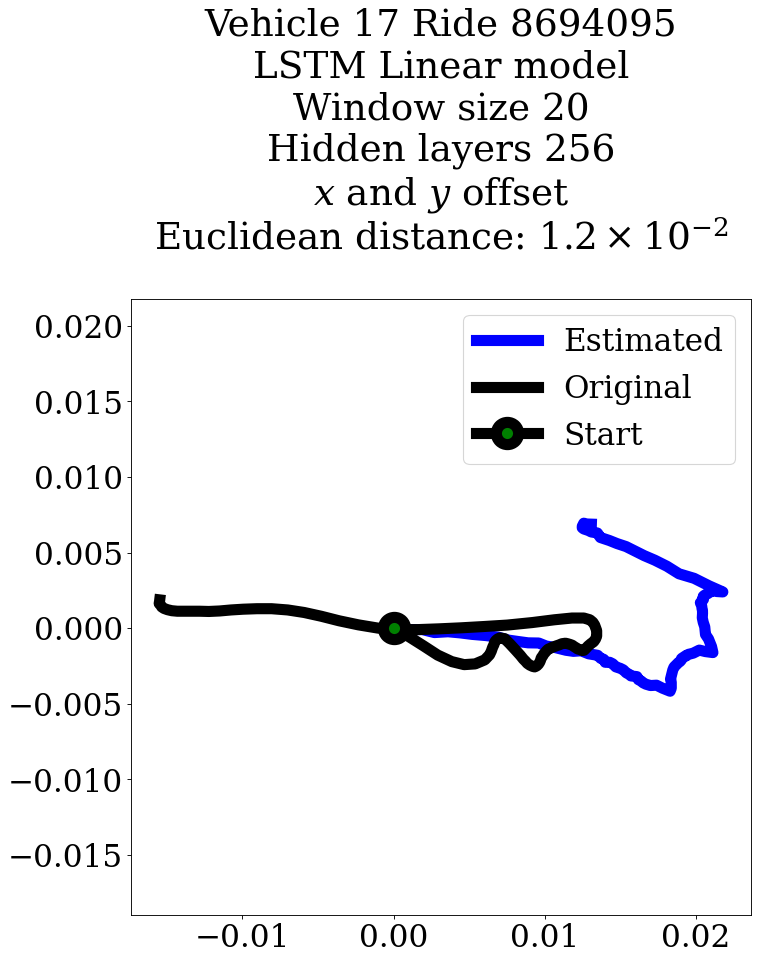 Vehicle 17 Ride 8694095
LSTM Linear model
Window size 20
Hidden layers 256
x and y offset
Euclidean distance: 1.2 × 10⁻²
Estimated
Original
Start
0.020
0.015
0.010
0.005
0.000
−0.005
−0.010
−0.015
−0.01 0.00 0.01 0.02